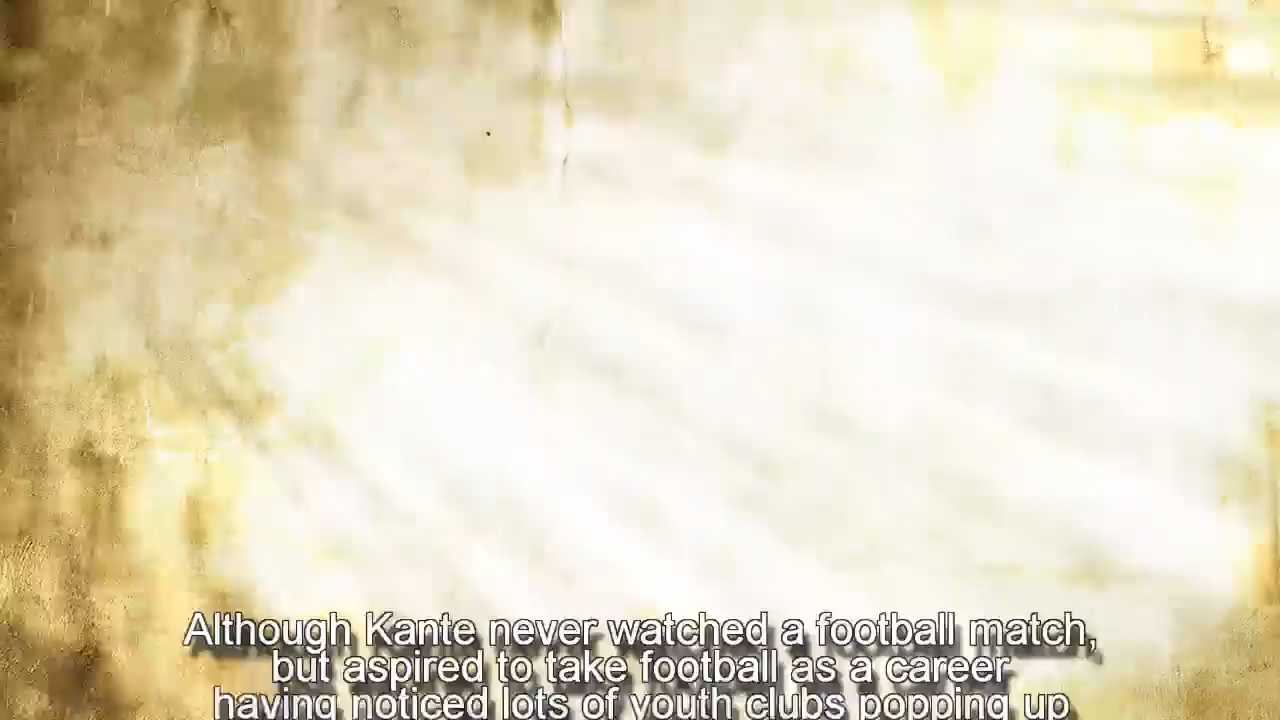 Although Kante never watched a football match,
but aspired to take football as a career
having noticed lots of youth clubs popping up